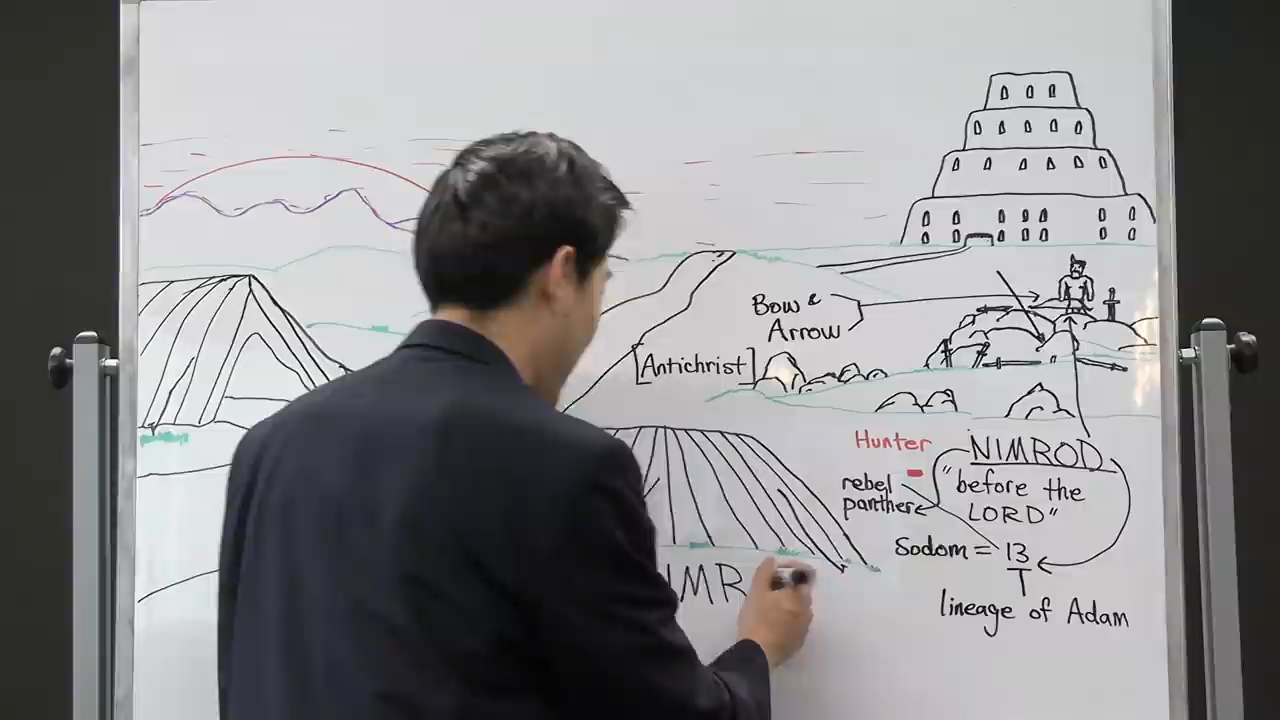 Bow &
Arrow
[Antichrist]
Hunter
NIMROD
rebel
panther
"before the
LORD"
Sodom = 13
lineage of Adam
IMR